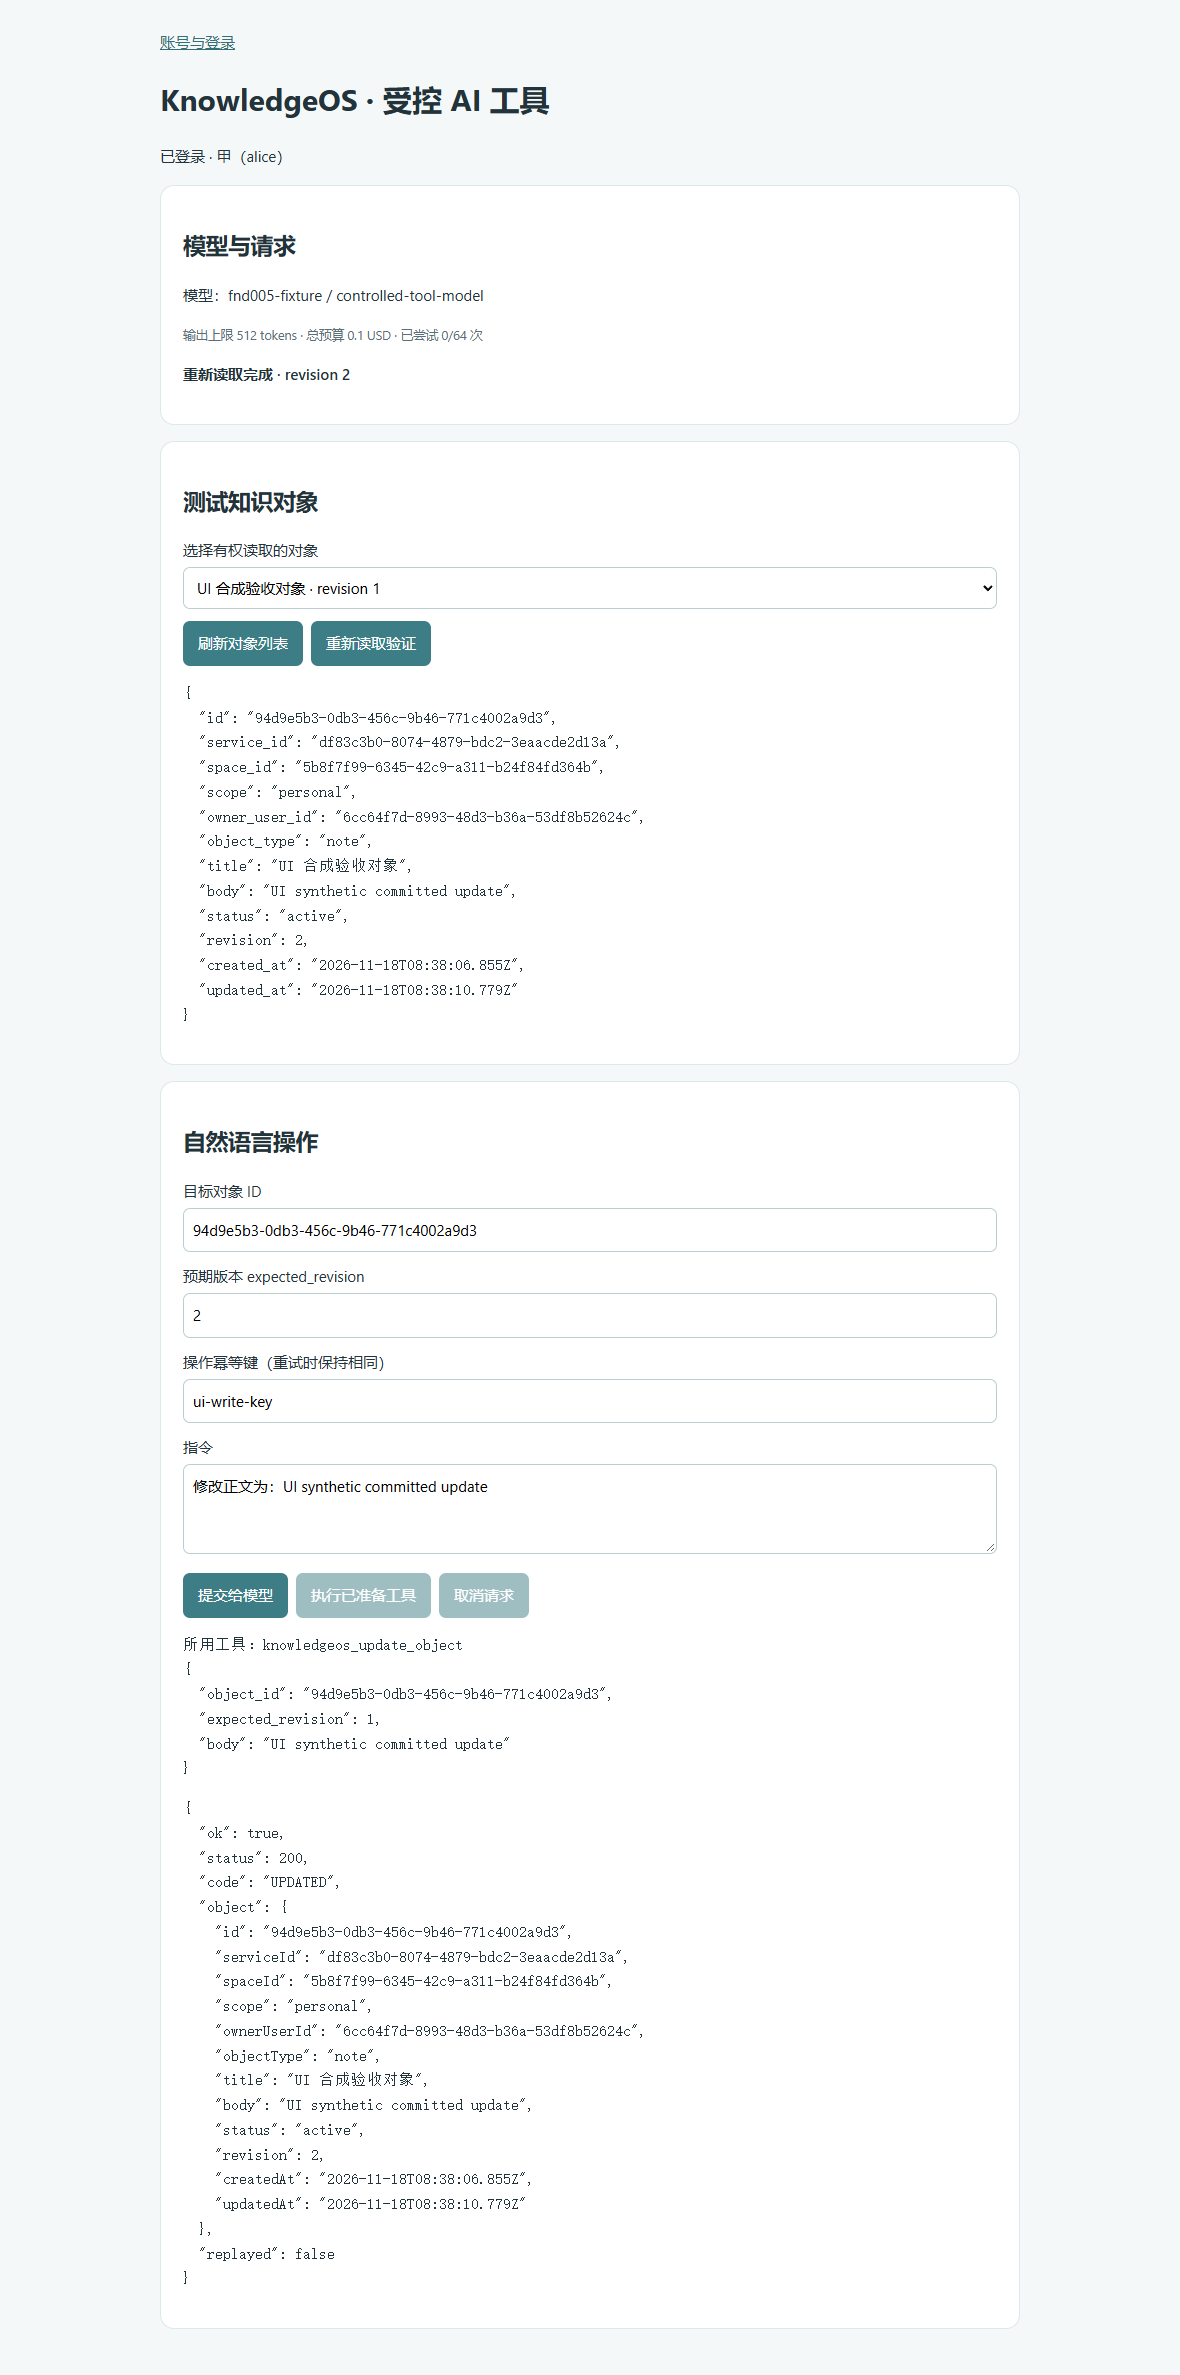 账号与登录
KnowledgeOS · 受控 AI 工具
已登录 · 甲（alice）
模型与请求
模型：fnd005-fixture / controlled-tool-model
输出上限 512 tokens · 总预算 0.1 USD · 已尝试 0/64 次
重新读取完成 · revision 2
测试知识对象
选择有权读取的对象
UI 合成验收对象 · revision 1
刷新对象列表 重新读取验证
{
  "id": "94d9e5b3-0db3-456c-9b46-771c4002a9d3",
  "service_id": "df83c3b0-8074-4879-bdc2-3eaacde2d13a",
  "space_id": "5b8f7f99-6345-42c9-a311-b24f84fd364b",
  "scope": "personal",
  "owner_user_id": "6cc64f7d-8993-48d3-b36a-53df8b52624c",
  "object_type": "note",
  "title": "UI 合成验收对象",
  "body": "UI synthetic committed update",
  "status": "active",
  "revision": 2,
  "created_at": "2026-11-18T08:38:06.855Z",
  "updated_at": "2026-11-18T08:38:10.779Z"
}
自然语言操作
目标对象 ID
94d9e5b3-0db3-456c-9b46-771c4002a9d3
预期版本 expected_revision
2
操作幂等键（重试时保持相同）
ui-write-key
指令
修改正文为：UI synthetic committed update
提交给模型 执行已准备工具 取消请求
所用工具：knowledgeos_update_object
{
  "object_id": "94d9e5b3-0db3-456c-9b46-771c4002a9d3",
  "expected_revision": 1,
  "body": "UI synthetic committed update"
}
{
  "ok": true,
  "status": 200,
  "code": "UPDATED",
  "object": {
    "id": "94d9e5b3-0db3-456c-9b46-771c4002a9d3",
    "serviceId": "df83c3b0-8074-4879-bdc2-3eaacde2d13a",
    "spaceId": "5b8f7f99-6345-42c9-a311-b24f84fd364b",
    "scope": "personal",
    "ownerUserId": "6cc64f7d-8993-48d3-b36a-53df8b52624c",
    "objectType": "note",
    "title": "UI 合成验收对象",
    "body": "UI synthetic committed update",
    "status": "active",
    "revision": 2,
    "createdAt": "2026-11-18T08:38:06.855Z",
    "updatedAt": "2026-11-18T08:38:10.779Z"
  },
  "replayed": false
}